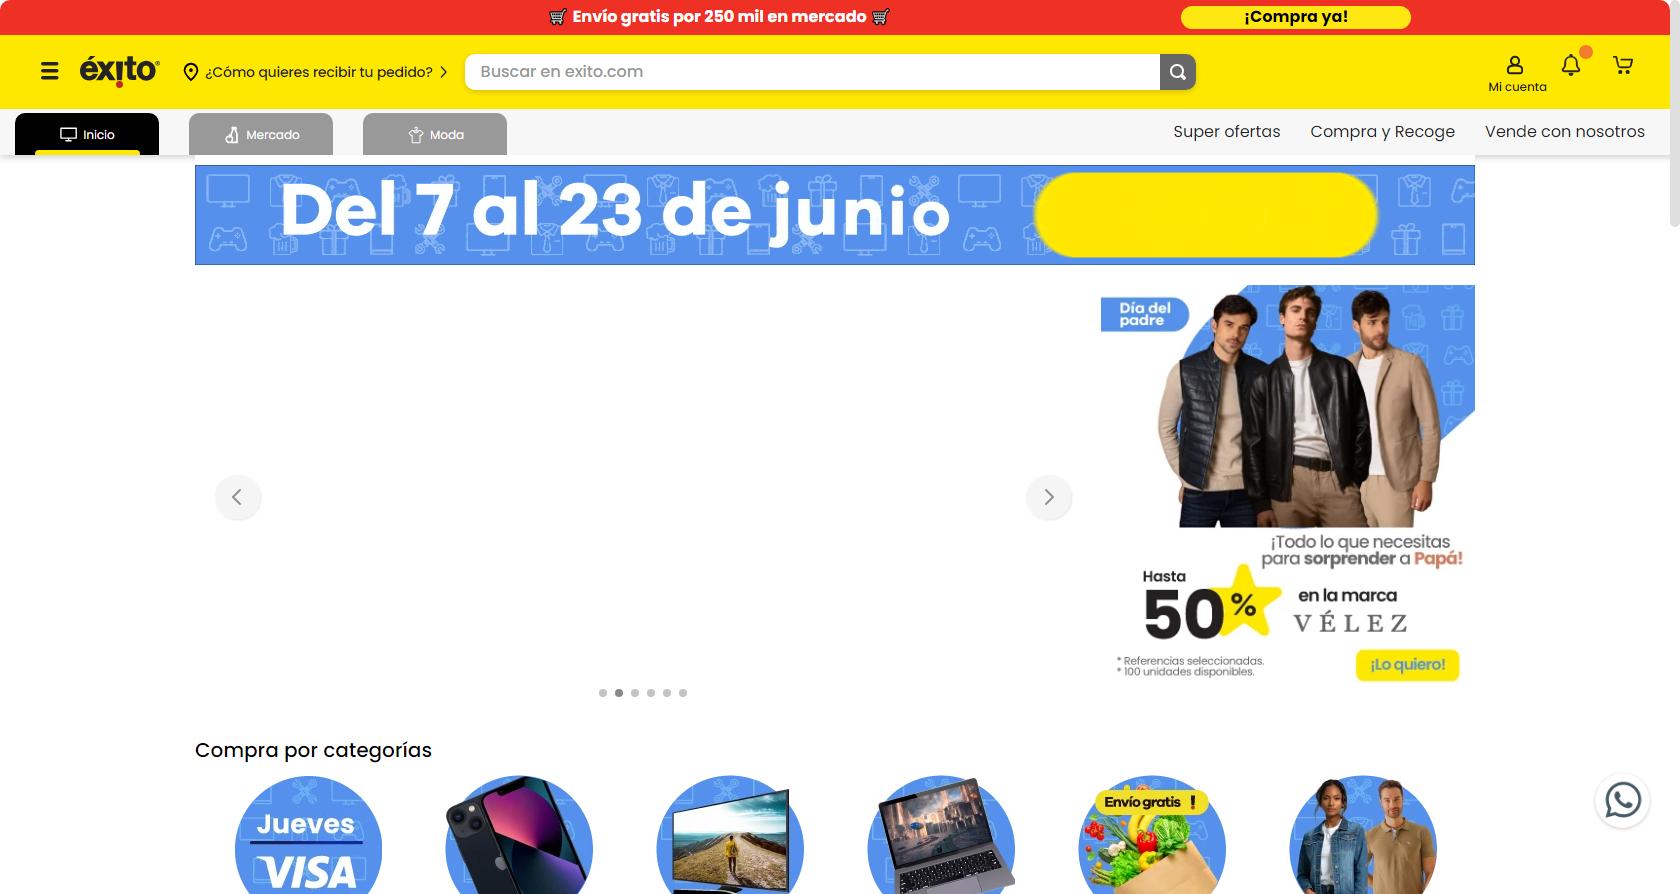 Envío gratis por 250 mil en mercado
¡Compra ya!
éxito
¿Cómo quieres recibir tu pedido?
Buscar en exito.com
Mi cuenta
Inicio
Mercado
Moda
Super ofertas
Compra y Recoge
Vende con nosotros
Del 7 al 23 de junio
Día del
padre
¡Todo lo que necesitas
para sorprender a Papá!
Hasta
50%
en la marca
VÉLEZ
* Referencias seleccionadas.
* 100 unidades disponibles.
¡Lo quiero!
Compra por categorías
Jueves
VISA
Envío gratis !